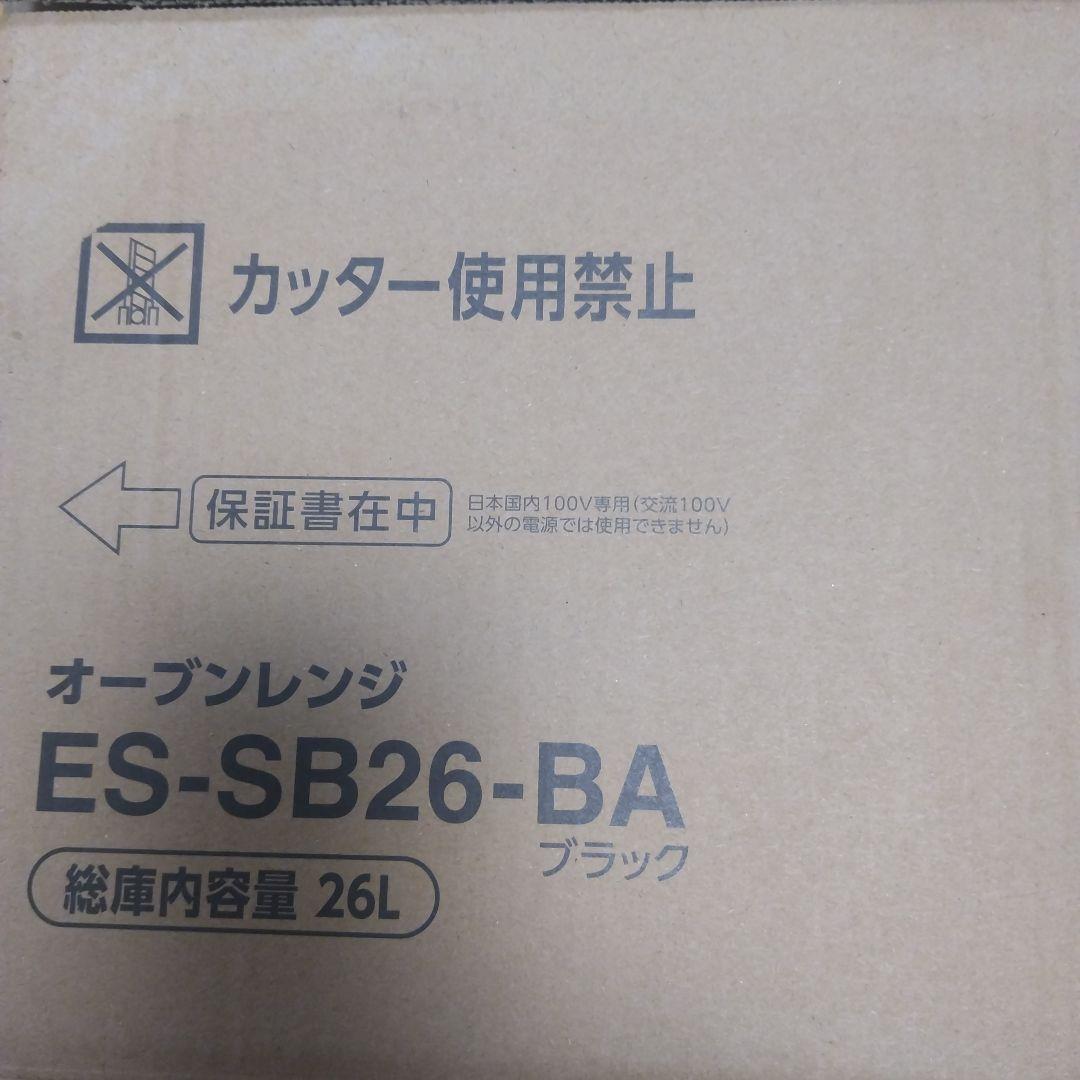 カッター使用禁止
保証書在中
日本国内100V専用(交流100V
以外の電源では使用できません)
オーブンレンジ
ES-SB26-BA
ブラック
総庫内容量 26L